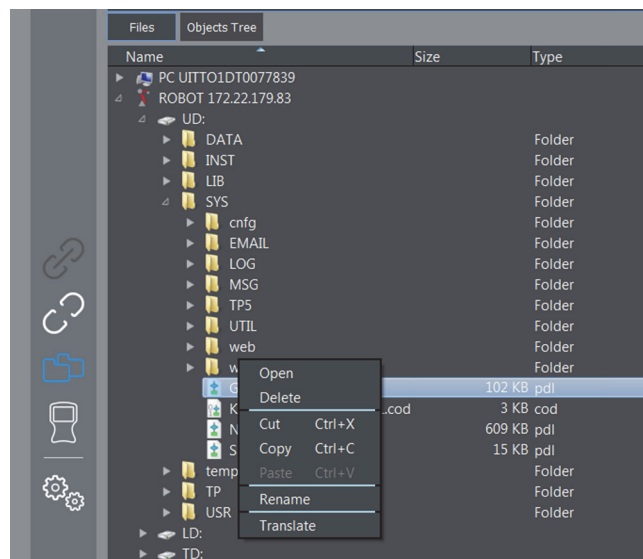 Files Objects Tree
Name Size Type
PC UITTO1DT0077839
ROBOT 172.22.179.83
UD:
DATA Folder
INST Folder
LIB Folder
SYS Folder
cnfg Folder
EMAIL Folder
LOG Folder
MSG Folder
TP5 Folder
UTIL Folder
web Folder
w Folder
G 102 KB pdl
K .cod 3 KB cod
N 609 KB pdl
S 15 KB pdl
temp Folder
TP Folder
USR Folder
LD:
TD:
Open
Delete
Cut Ctrl+X
Copy Ctrl+C
Paste Ctrl+V
Rename
Translate